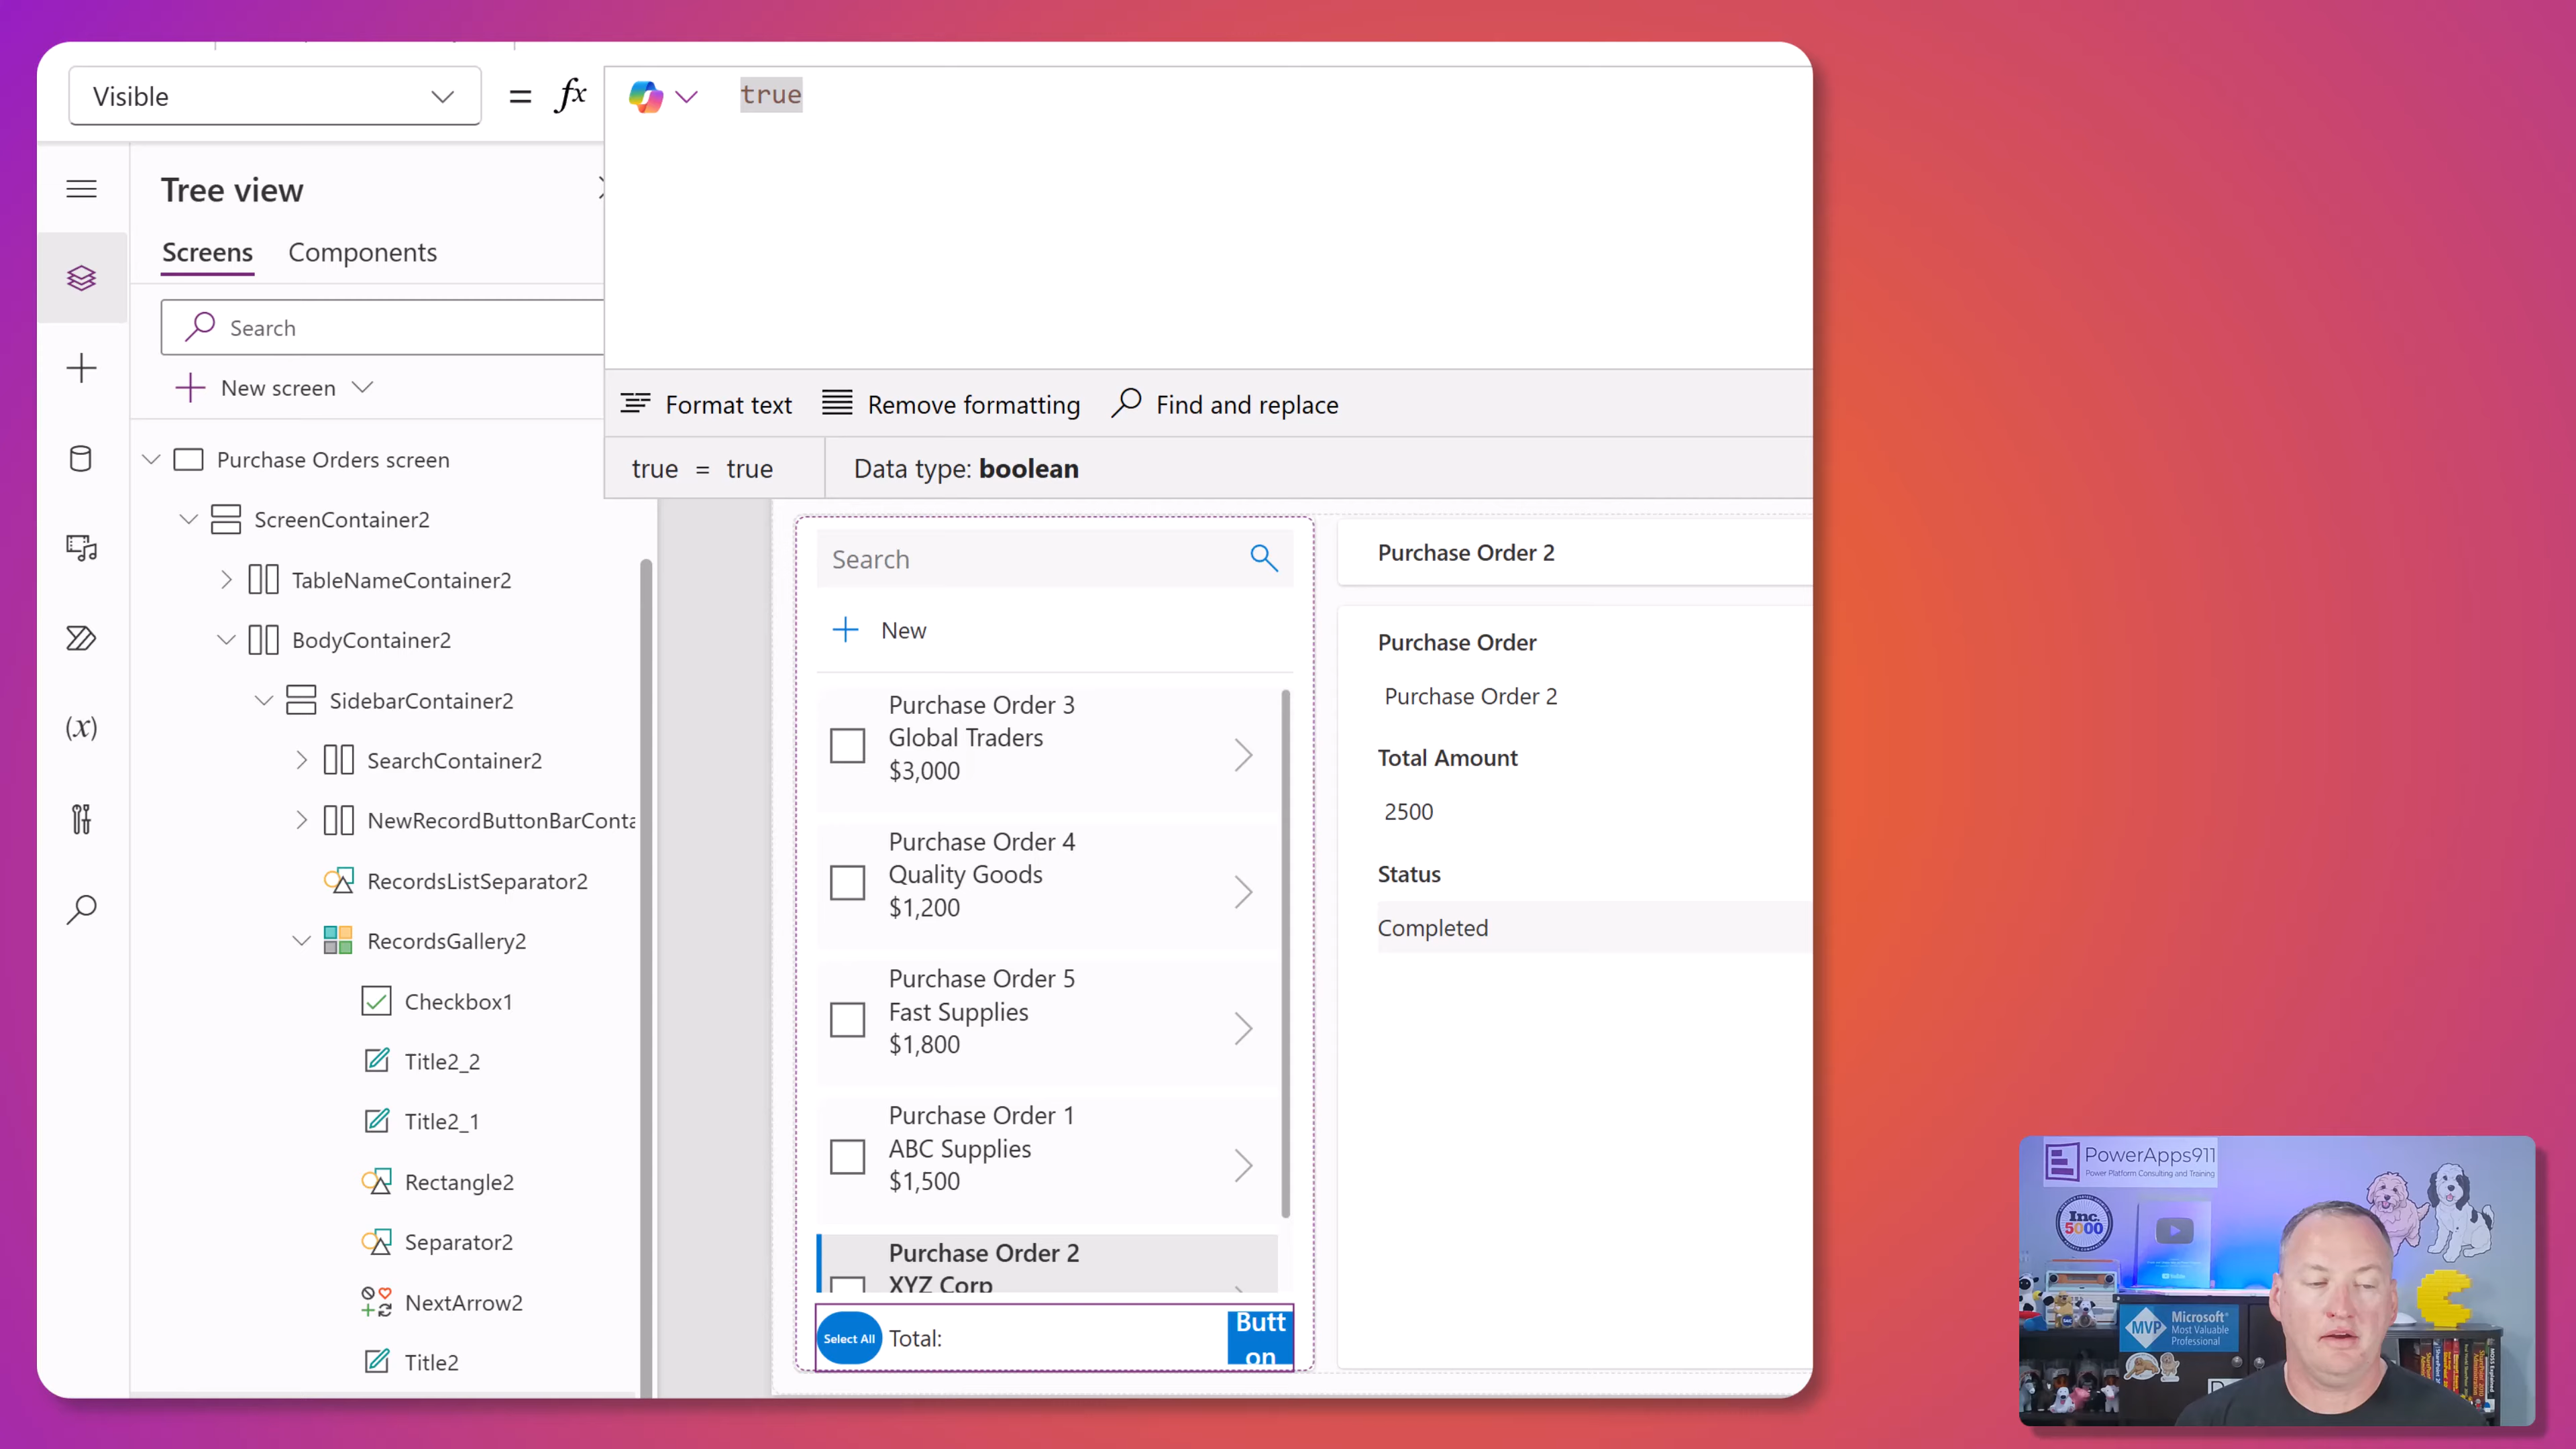 Visible
= fx
true
Tree view
Screens
Components
Search
New screen
Format text
Remove formatting
Find and replace
true = true
Data type: boolean
Purchase Orders screen
ScreenContainer2
TableNameContainer2
BodyContainer2
SidebarContainer2
SearchContainer2
NewRecordButtonBarConta
RecordsListSeparator2
RecordsGallery2
Checkbox1
Title2_2
Title2_1
Rectangle2
Separator2
NextArrow2
Title2
(x)
Search
New
Purchase Order 3
Global Traders
$3,000
Purchase Order 4
Quality Goods
$1,200
Purchase Order 5
Fast Supplies
$1,800
Purchase Order 1
ABC Supplies
$1,500
Purchase Order 2
XYZ Corp
Select All
Total:
Butt
on
Purchase Order 2
Purchase Order
Purchase Order 2
Total Amount
2500
Status
Completed
PowerApps911
Power Platform Consulting and Training
Inc.
5000
Microsoft
MVP
Most Valuable
Professional